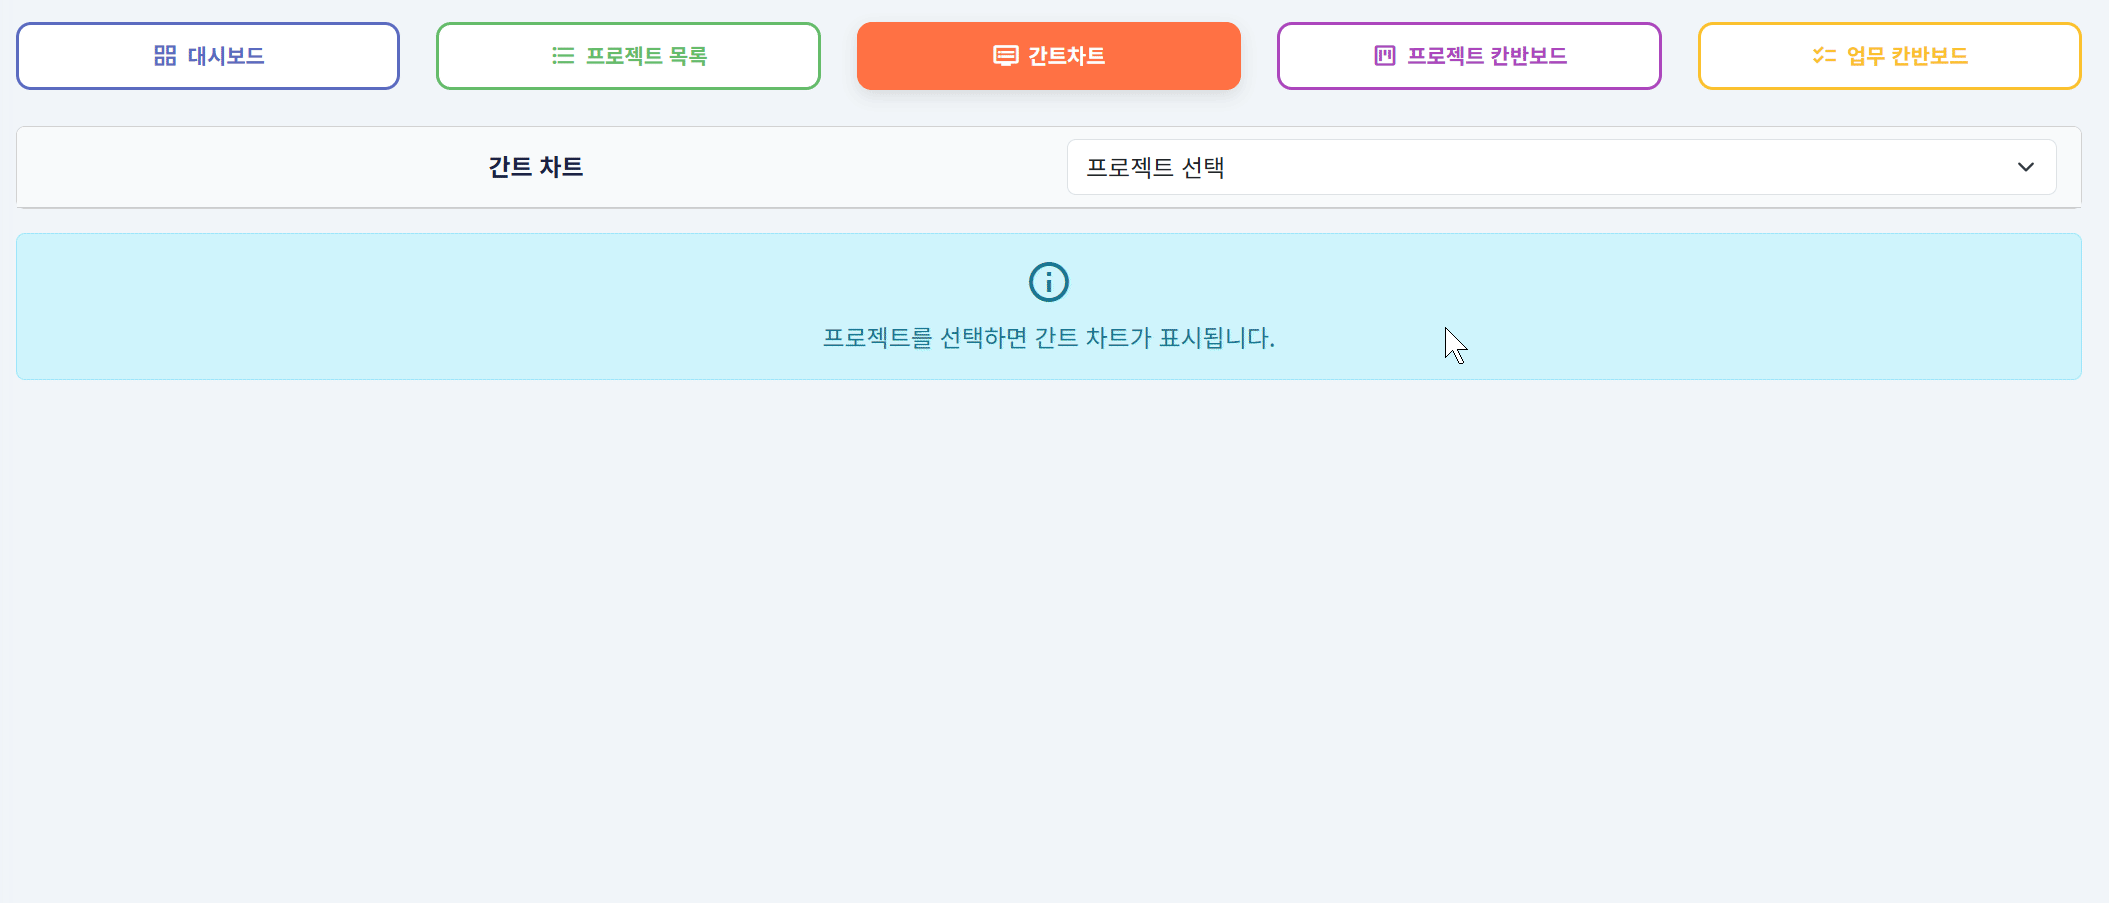 대시보드
프로젝트 목록
간트차트
프로젝트 칸반보드
업무 칸반보드
간트 차트
프로젝트 선택
프로젝트를 선택하면 간트 차트가 표시됩니다.